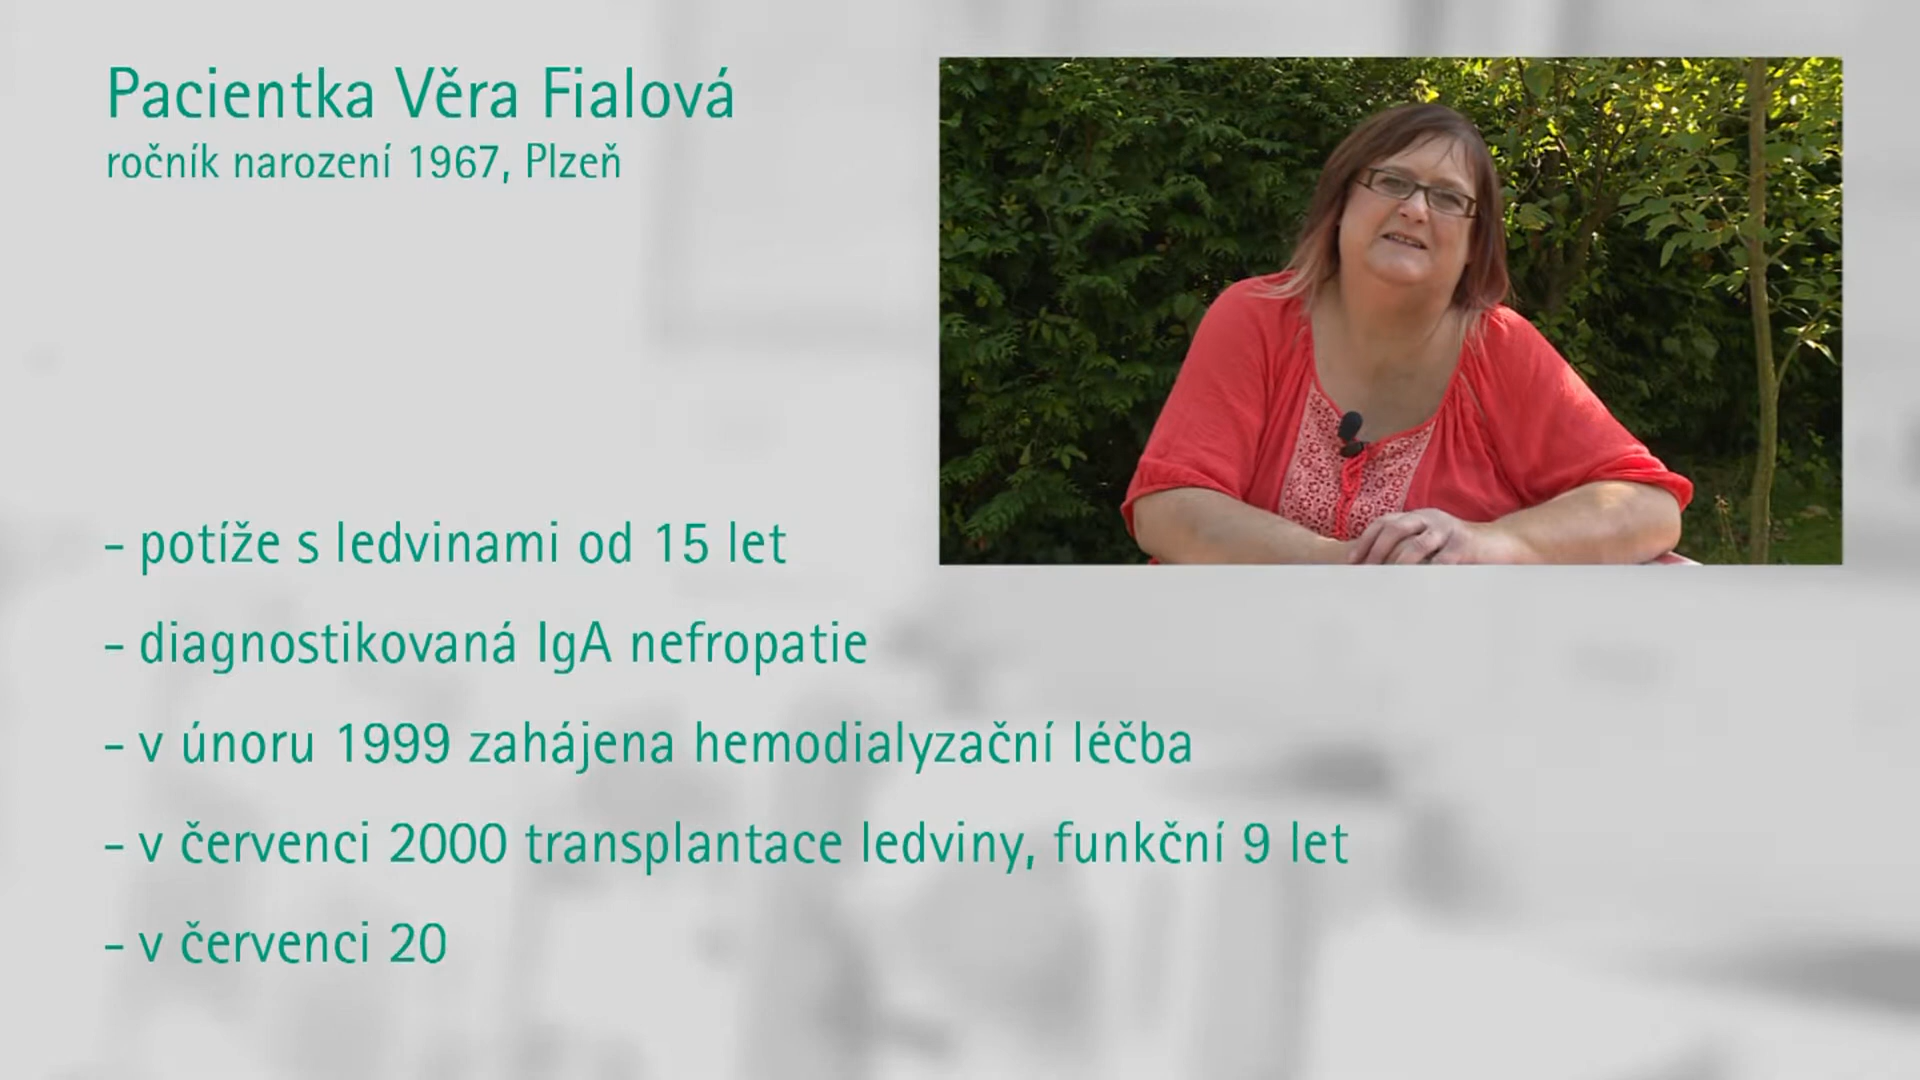 Pacientka Věra Fialová
ročník narození 1967, Plzeň
- potíže s ledvinami od 15 let
- diagnostikovaná IgA nefropatie
- v únoru 1999 zahájena hemodialyzační léčba
- v červenci 2000 transplantace ledviny, funkční 9 let
- v červenci 20